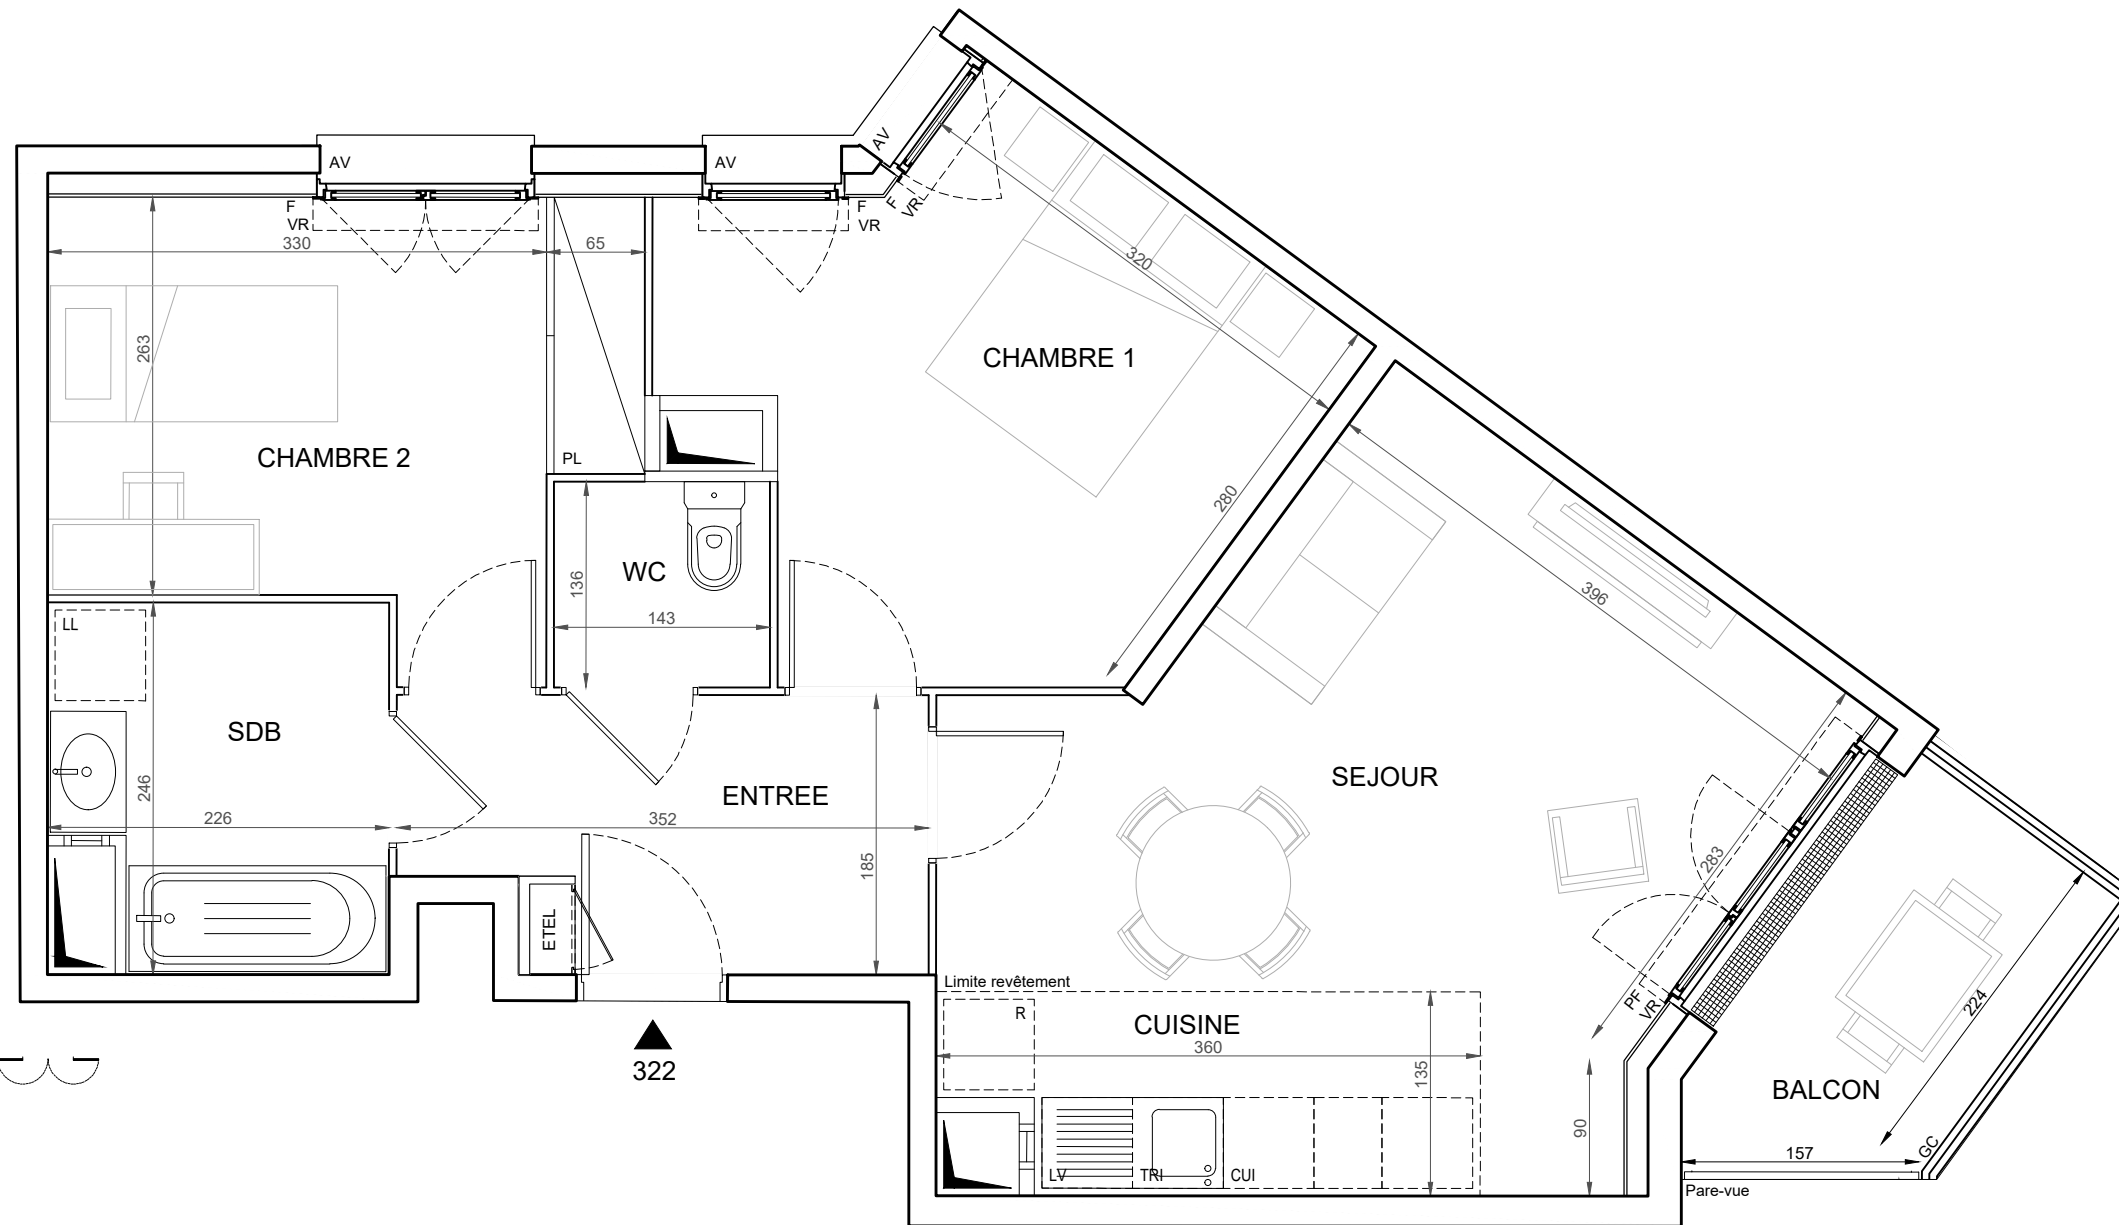 AV
AV
AV
F
VR
F
VR
F
VR
330
65
320
263
CHAMBRE 1
CHAMBRE 2
PL
280
WC
136
143
396
LL
SDB
246
226
ENTREE
352
185
SEJOUR
283
ETEL
Limite revêtement
R
CUISINE
360
135
PF
VR
224
BALCON
322
90
LV
TRI
CUI
157
GC
Pare-vue